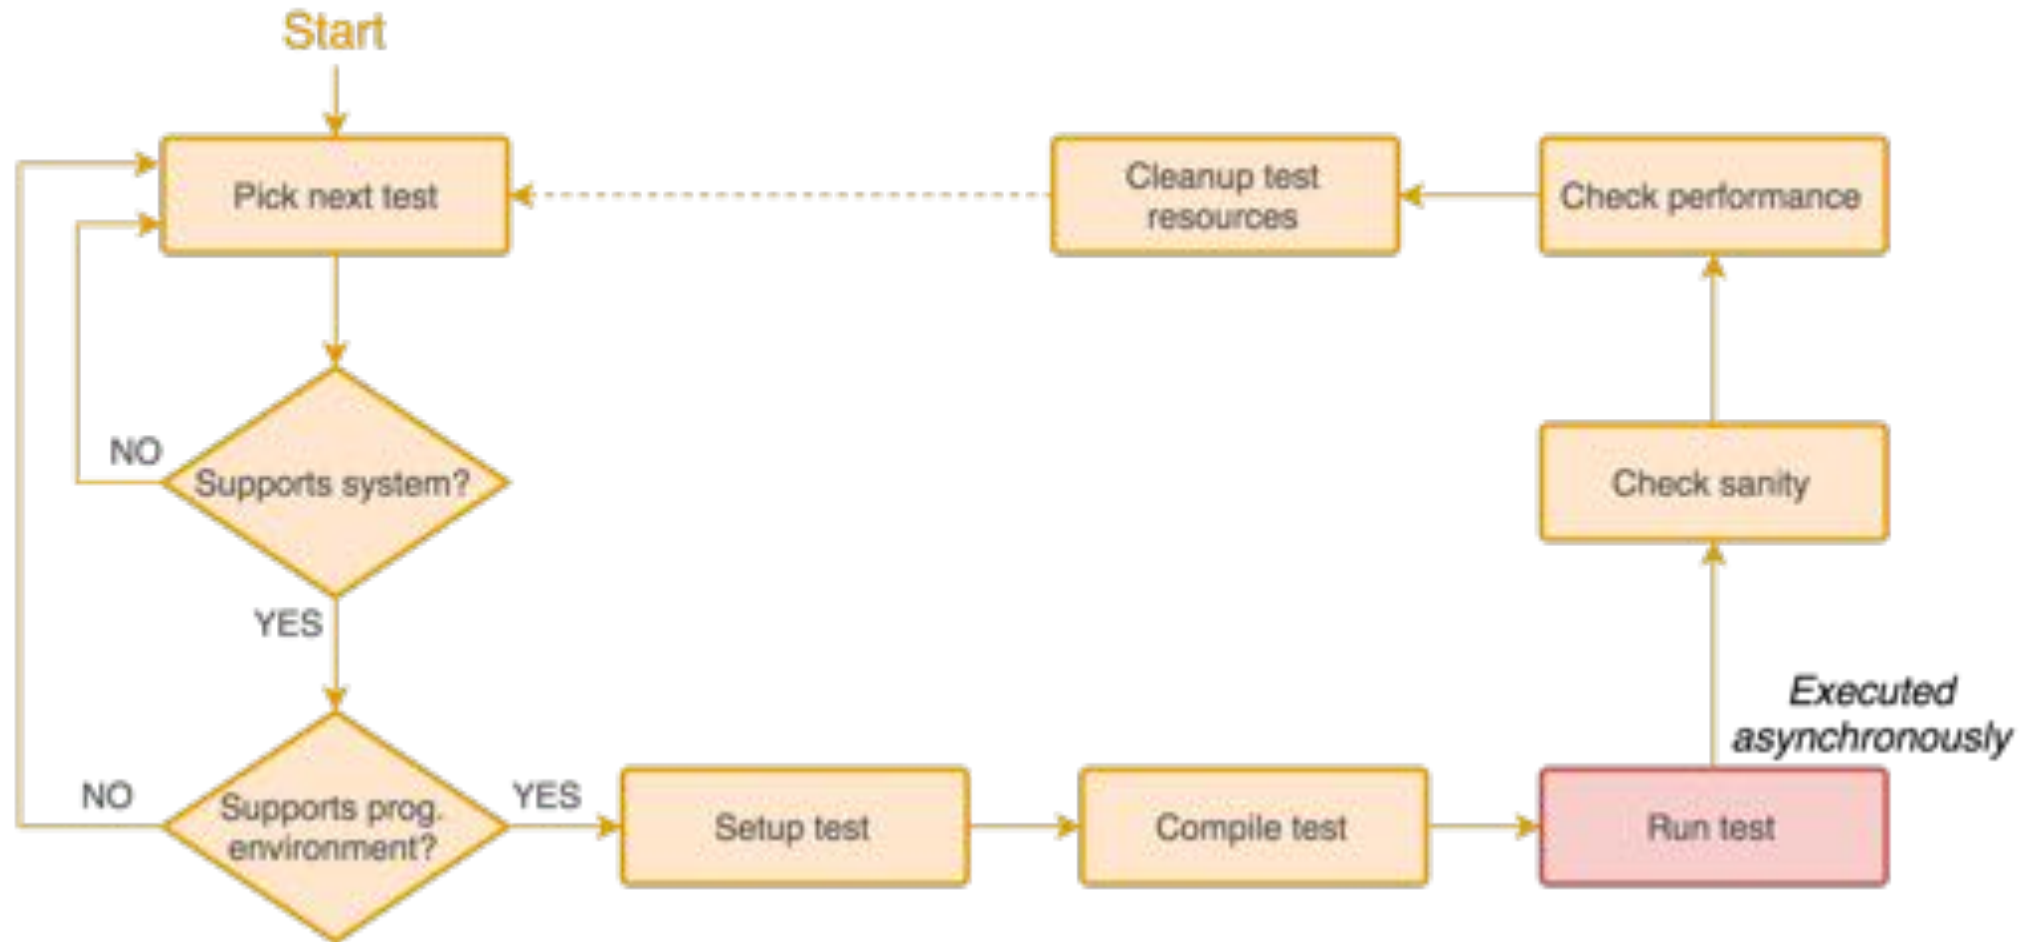 Start
Pick next test
Cleanup test
resources
Check performance
NO
Supports system?
Check sanity
YES
Executed
asynchronously
NO
Supports prog.
environment?
YES
Setup test
Compile test
Run test